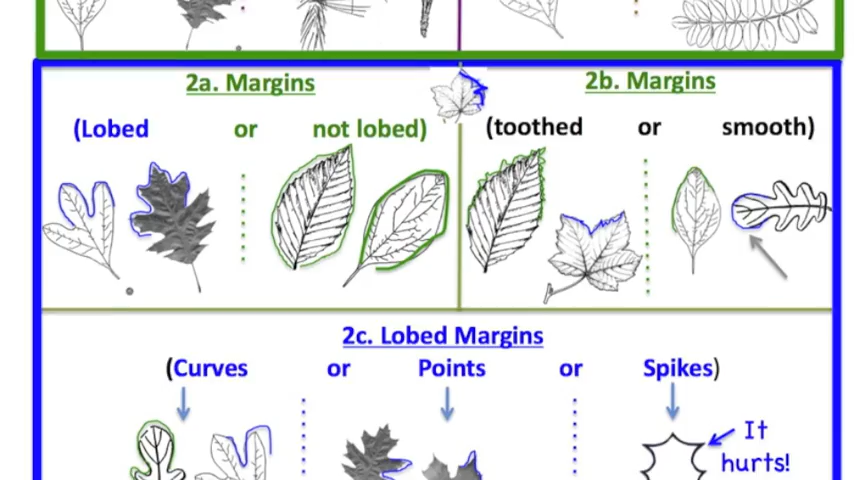 2a. Margins
(Lobed or not lobed)
2b. Margins
(toothed or smooth)
2c. Lobed Margins
(Curves or Points or Spikes)
It
hurts!